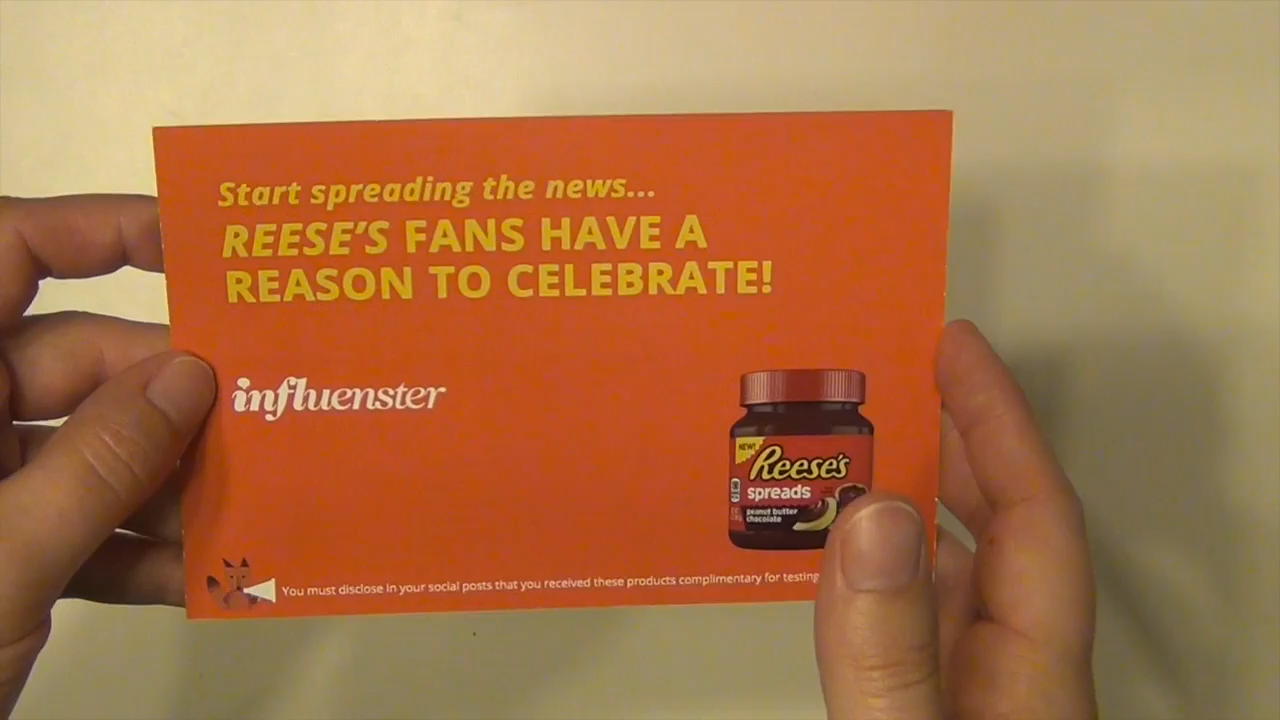 Start spreading the news...
REESE'S FANS HAVE A
REASON TO CELEBRATE!
influenster
NEW!
Reese's
spreads
peanut butter
chocolate
You must disclose in your social posts that you received these products complimentary for testing